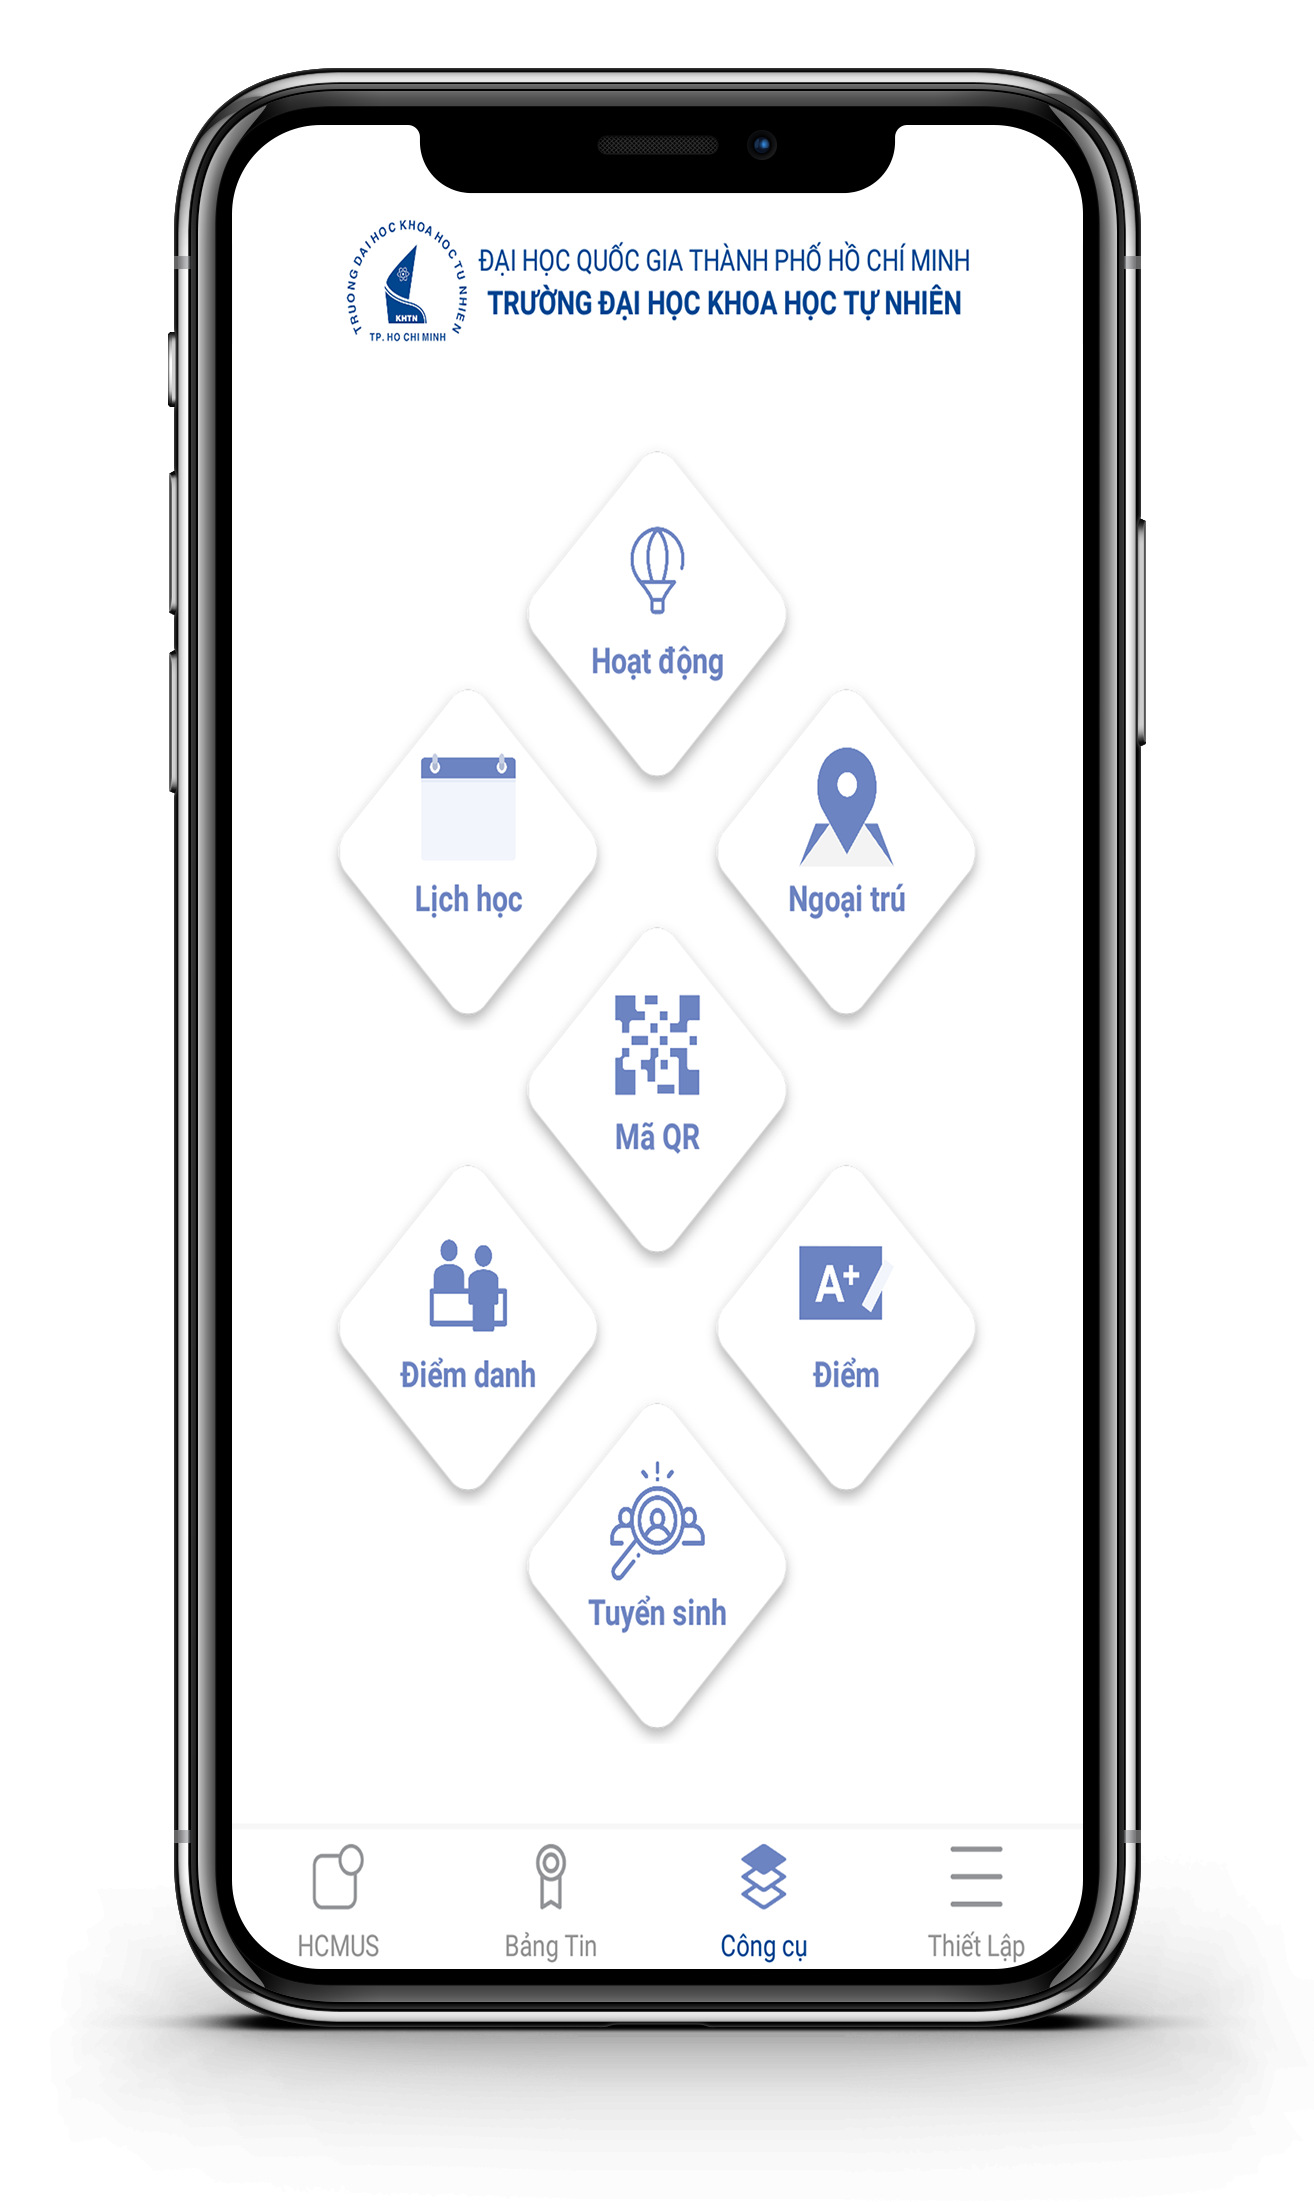 TRUONG DAI HOC KHOA HOC TU NHIEN
KHTN
TP. HO CHI MINH
ĐẠI HỌC QUỐC GIA THÀNH PHỐ HỒ CHÍ MINH
TRƯỜNG ĐẠI HỌC KHOA HỌC TỰ NHIÊN
Hoạt động
Lịch học
Ngoại trú
Mã QR
A+
Điểm danh
Điểm
Tuyển sinh
HCMUS
Bảng Tin
Công cụ
Thiết Lập